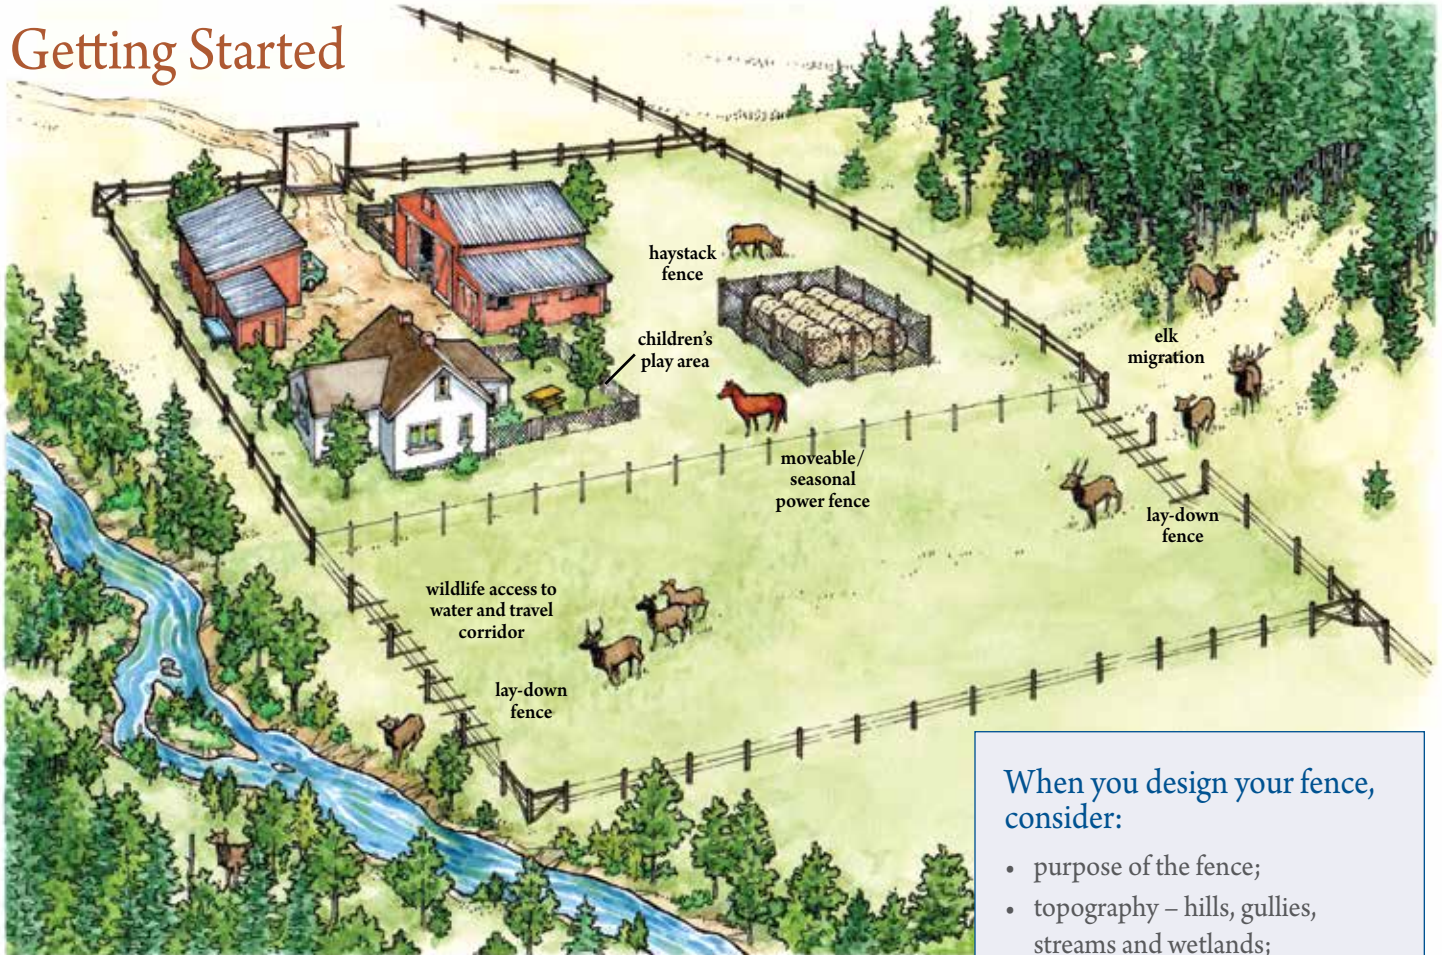 Getting Started
haystack
fence
children's
play area
elk
migration
moveable/
seasonal
power fence
lay-down
fence
wildlife access to
water and travel
corridor
lay-down
fence
When you design your fence,
consider:
• purpose of the fence;
• topography – hills, gullies,
streams and wetlands;